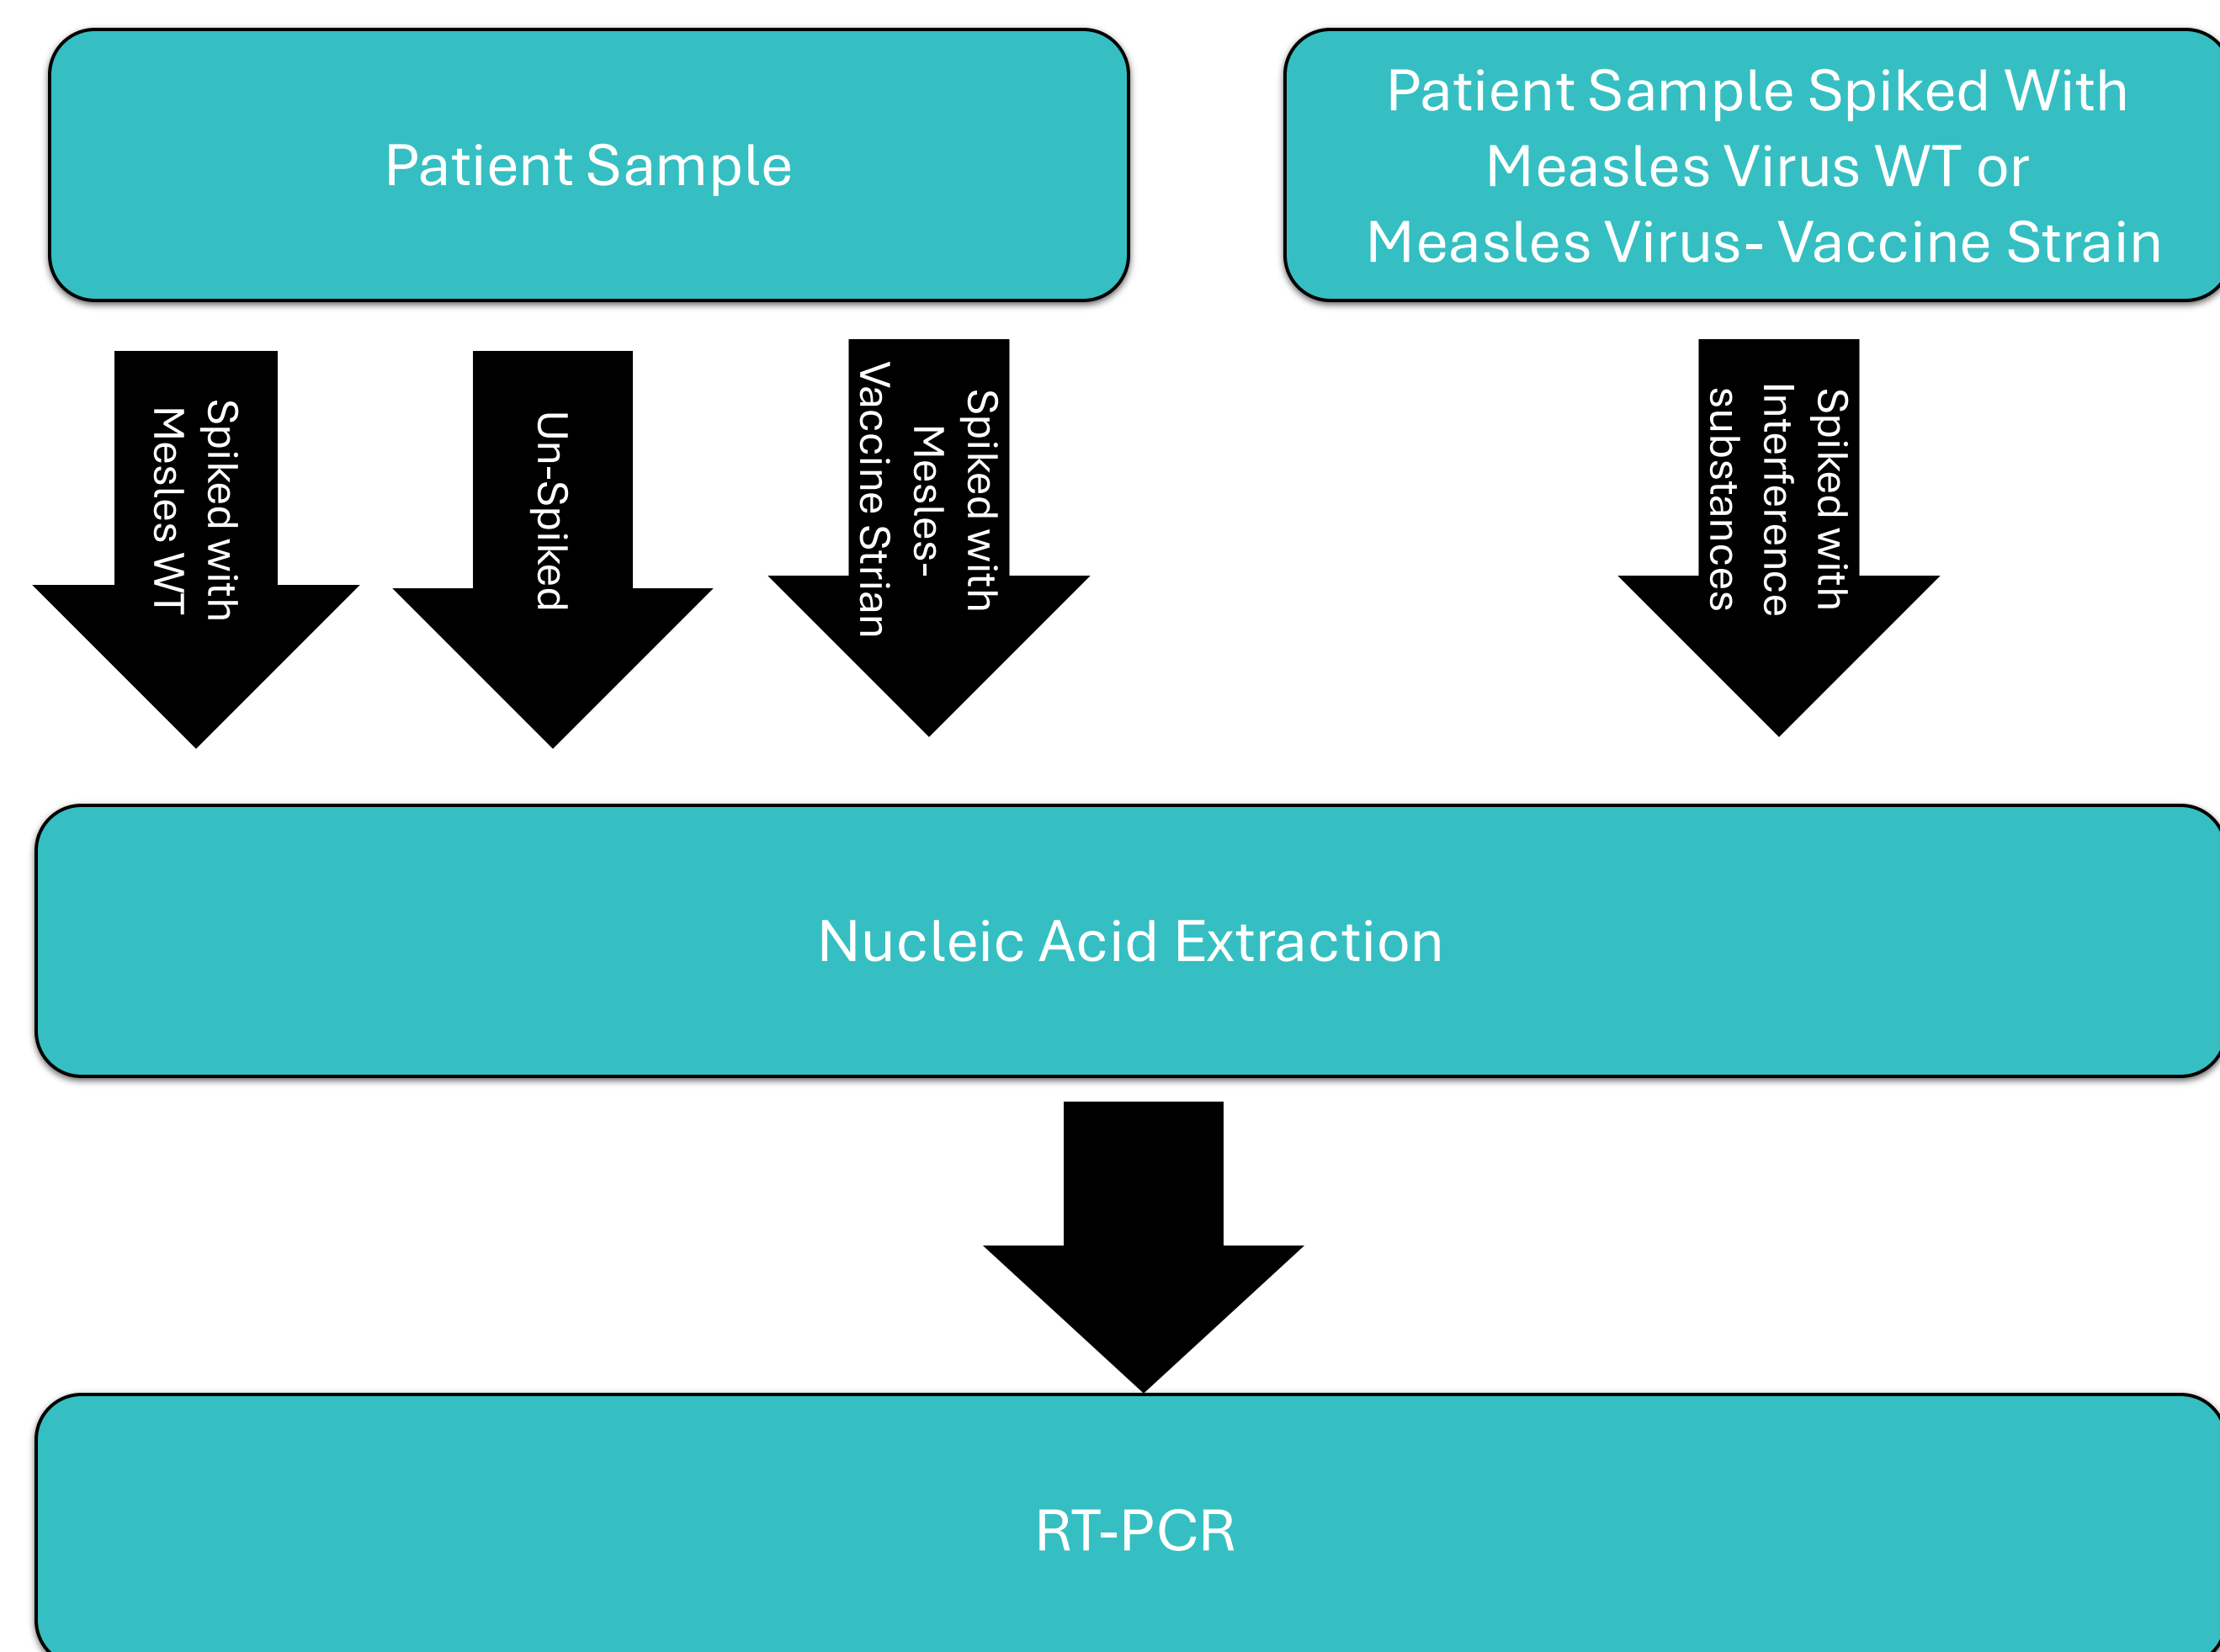 Patient Sample
Patient Sample Spiked With
Measles Virus WT or
Measles Virus- Vaccine Strain
Spiked with
Mesles WT
Un-Spiked
Spiked with
Mesles-
Vaccine Strian
Spiked with
Interference
substances
Nucleic Acid Extraction
RT-PCR